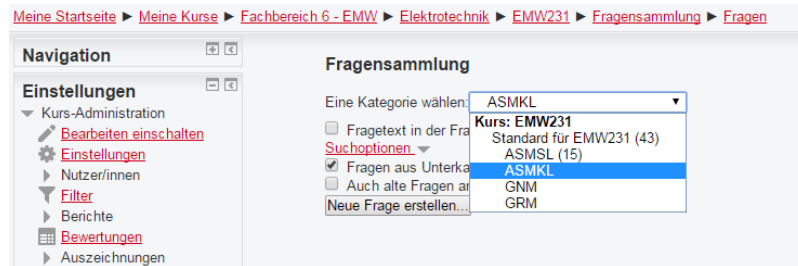 Meine Startseite ► Meine Kurse ► Fachbereich 6 - EMW ► Elektrotechnik ► EMW231 ► Fragensammlung ► Fragen
Navigation
Einstellungen
Kurs-Administration
Bearbeiten einschalten
Einstellungen
Nutzer/innen
Filter
Berichte
Bewertungen
Auszeichnungen
Fragensammlung
Eine Kategorie wählen: ASMKL
Kurs: EMW231
Standard für EMW231 (43)
ASMSL (15)
ASMKL
GNM
GRM
Fragetext in der Fra
Suchoptionen
Fragen aus Unterka
Auch alte Fragen an
Neue Frage erstellen...